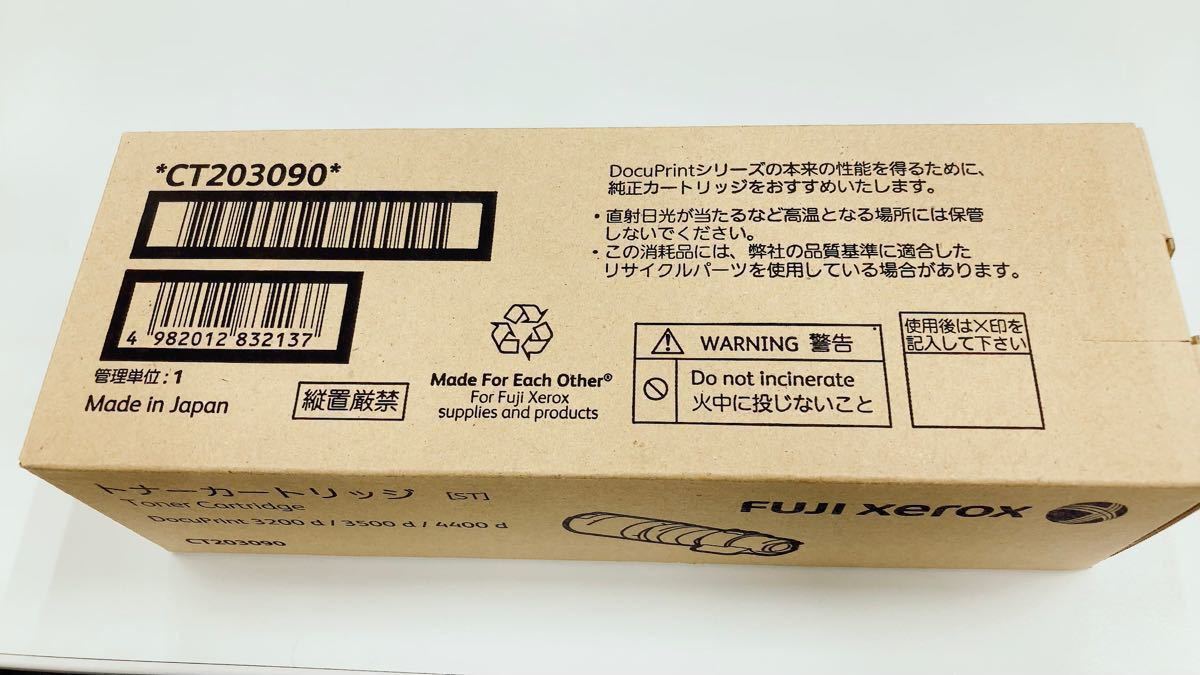 *CT203090*
4 982012 832137
管理単位：1
Made in Japan
縦置厳禁
Made For Each Other®
For Fuji Xerox
supplies and products
DocuPrintシリーズの本来の性能を得るために、
純正カートリッジをおすすめいたします。
・直射日光が当たるなど高温となる場所には保管
しないでください。
・この消耗品には、弊社の品質基準に適合した
リサイクルパーツを使用している場合があります。
WARNING 警告
Do not incinerate
火中に投じないこと
使用後は×印を
記入して下さい
トナーカートリッジ [ST]
Toner Cartridge
DocuPrint 3200 d / 3500 d / 4400 d
CT203090
FUJI xerox